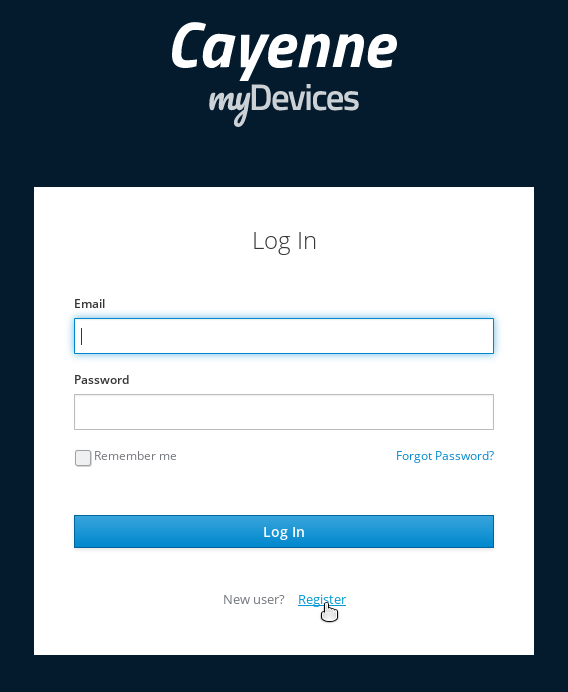 Cayenne
myDevices
Log In
Email
Password
Remember me Forgot Password?
Log In
New user? Register